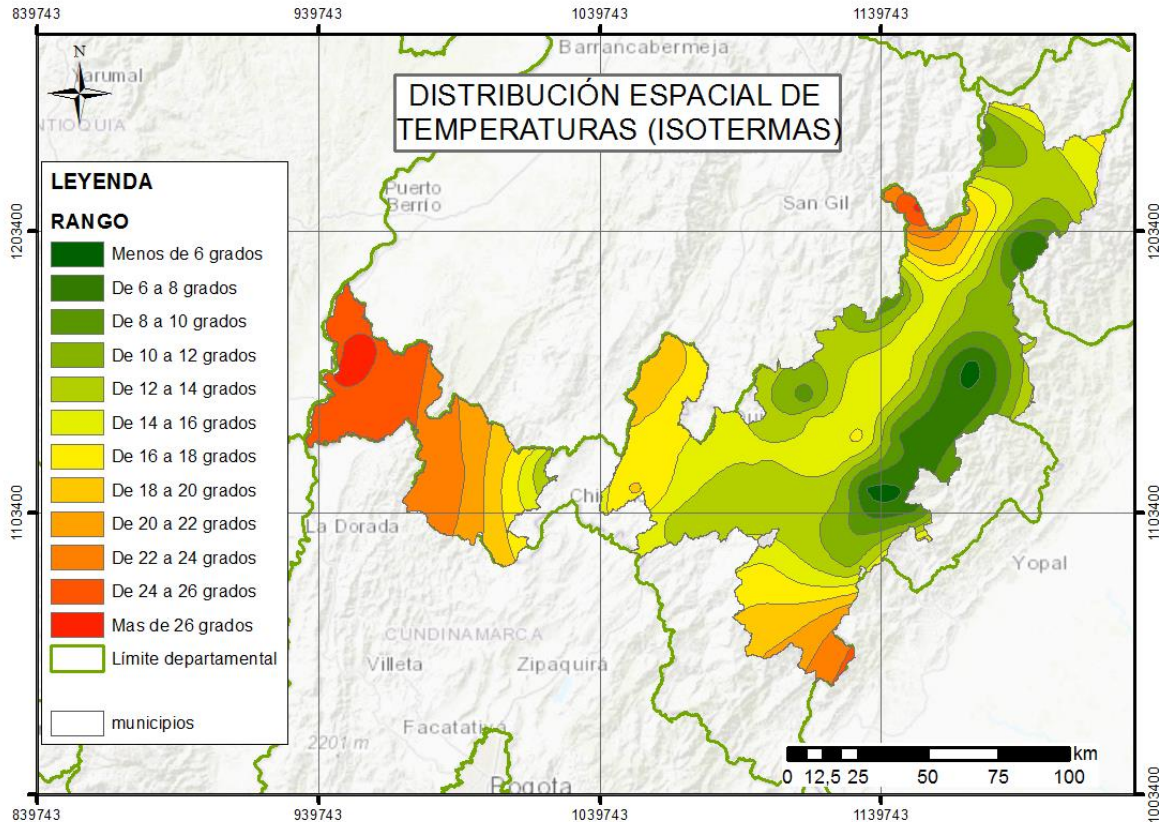 839743
939743
1039743
1139743
Barrancabermeja
N
Yarumal
NTIOQUIA
DISTRIBUCIÓN ESPACIAL DE
TEMPERATURAS (ISOTERMAS)
LEYENDA
RANGO
Menos de 6 grados
De 6 a 8 grados
De 8 a 10 grados
De 10 a 12 grados
De 12 a 14 grados
De 14 a 16 grados
De 16 a 18 grados
De 18 a 20 grados
De 20 a 22 grados
De 22 a 24 grados
De 24 a 26 grados
Mas de 26 grados
Límite departamental
municipios
Puerto
Berrío
San Gil
1203400
1203400
1103400
1103400
La Dorada
Yopal
CUNDINAMARCA
Villeta
Zipaquirá
Facatativá
2201 m
Bogota
km
0 12,5 25 50 75 100
1003400
1003400
839743
939743
1039743
1139743